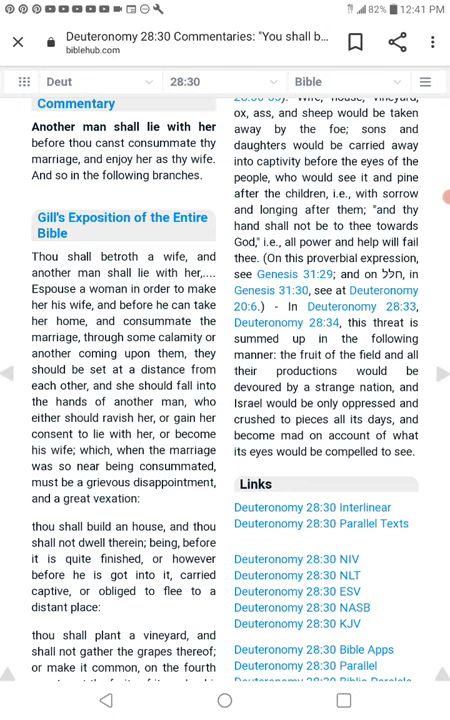 82% 12:41 PM
Deuteronomy 28:30 Commentaries: "You shall b...
biblehub.com
Deut 28:30 Bible
Commentary
Another man shall lie with her
before thou canst consummate thy
marriage, and enjoy her as thy wife.
And so in the following branches.
Gill's Exposition of the Entire
Bible
Thou shall betroth a wife, and
another man shall lie with her,....
Espouse a woman in order to make
her his wife, and before he can take
her home, and consummate the
marriage, through some calamity or
another coming upon them, they
should be set at a distance from
each other, and she should fall into
the hands of another man, who
either should ravish her, or gain her
consent to lie with her, or become
his wife; which, when the marriage
was so near being consummated,
must be a grievous disappointment,
and a great vexation:
thou shall build an house, and thou
shall not dwell therein; being, before
it is quite finished, or however
before he is got into it, carried
captive, or obliged to flee to a
distant place:
thou shall plant a vineyard, and
shall not gather the grapes thereof;
or make it common, on the fourth
28:30-33). Wife, house, vineyard,
ox, ass, and sheep would be taken
away by the foe; sons and
daughters would be carried away
into captivity before the eyes of the
people, who would see it and pine
after the children, i.e., with sorrow
and longing after them; "and thy
hand shall not be to thee towards
God," i.e., all power and help will fail
thee. (On this proverbial expression,
see Genesis 31:29; and on חלל, in
Genesis 31:30, see at Deuteronomy
20:6.) - In Deuteronomy 28:33,
Deuteronomy 28:34, this threat is
summed up in the following
manner: the fruit of the field and all
their productions would be
devoured by a strange nation, and
Israel would be only oppressed and
crushed to pieces all its days, and
become mad on account of what
its eyes would be compelled to see.
Links
Deuteronomy 28:30 Interlinear
Deuteronomy 28:30 Parallel Texts
Deuteronomy 28:30 NIV
Deuteronomy 28:30 NLT
Deuteronomy 28:30 ESV
Deuteronomy 28:30 NASB
Deuteronomy 28:30 KJV
Deuteronomy 28:30 Bible Apps
Deuteronomy 28:30 Parallel
Deuteronomy 28:30 Biblia Paralela